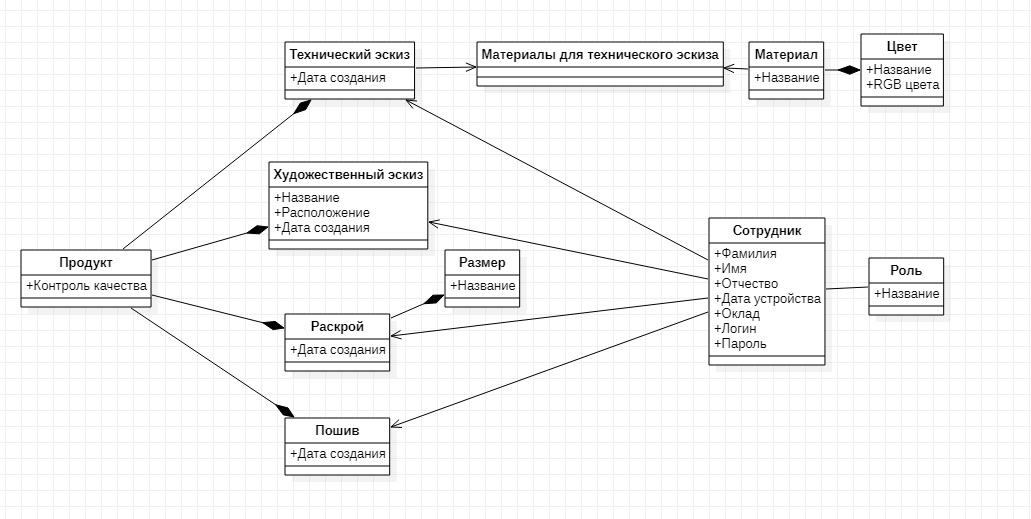 Технический эскиз
+Дата создания
Материалы для технического эскиза
Материал
+Название
Цвет
+Название
+RGB цвета
Художественный эскиз
+Название
+Расположение
+Дата создания
Продукт
+Контроль качества
Размер
+Название
Раскрой
+Дата создания
Пошив
+Дата создания
Сотрудник
+Фамилия
+Имя
+Отчество
+Дата устройства
+Оклад
+Логин
+Пароль
Роль
+Название